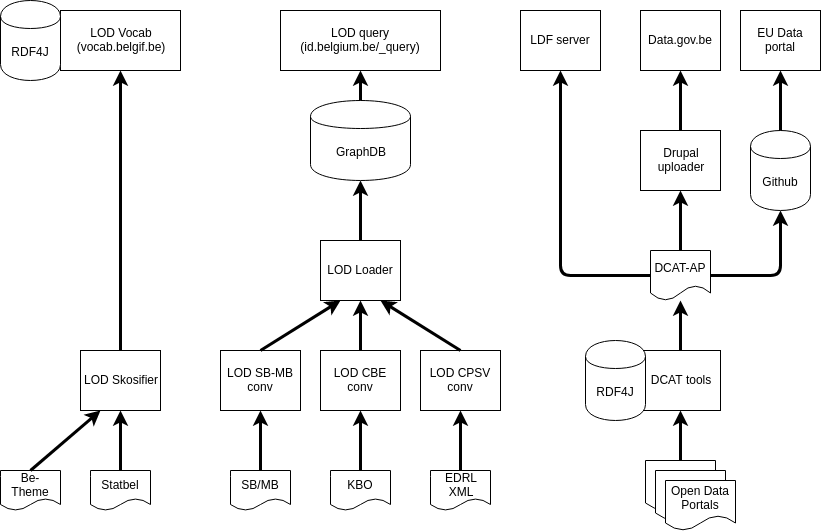 RDF4J
LOD Vocab
(vocab.belgif.be)
LOD query
(id.belgium.be/_query)
LDF server
Data.gov.be
EU Data
portal
GraphDB
Drupal
uploader
Github
LOD Loader
DCAT-AP
LOD Skosifier
LOD SB-MB
conv
LOD CBE
conv
LOD CPSV
conv
RDF4J
DCAT tools
Be-
Theme
Statbel
SB/MB
KBO
EDRL
XML
Open Data
Portals